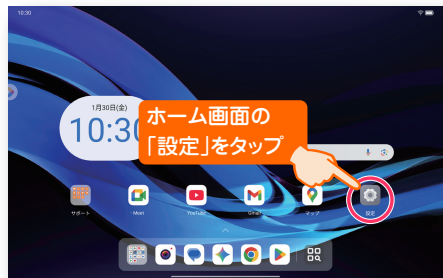 10:30
1月30日(金)
10:30
ホーム画面の
「設定」をタップ
サポート
Meet
YouTube
Gmail
マップ
設定